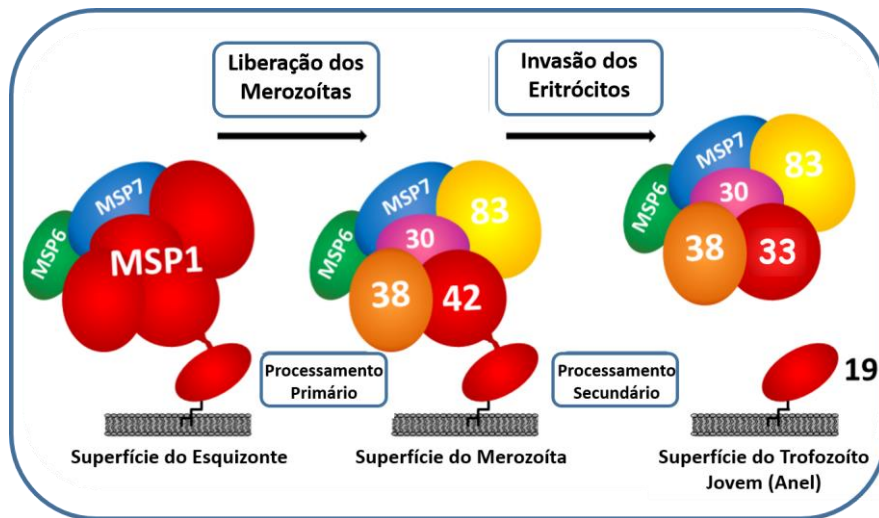 Liberação dos
Merozoítas
Invasão dos
Eritrócitos
MSP6
MSP7
MSP1
MSP6
MSP7
83
30
38
42
MSP6
MSP7
83
30
38
33
19
Processamento
Primário
Processamento
Secundário
Superfície do Esquizonte
Superfície do Merozoíta
Superfície do Trofozoíto
Jovem (Anel)